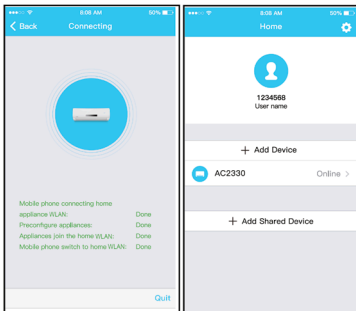 8:08 AM
50%
Back
Connecting
Mobile phone connecting home
appliance WLAN: Done
Preconfigure appliances: Done
Appliances join the home WLAN: Done
Mobile phone switch to home WLAN: Done
Quit
8:08 AM
50%
Home
1234568
User name
+ Add Device
AC2330 Online >
+ Add Shared Device